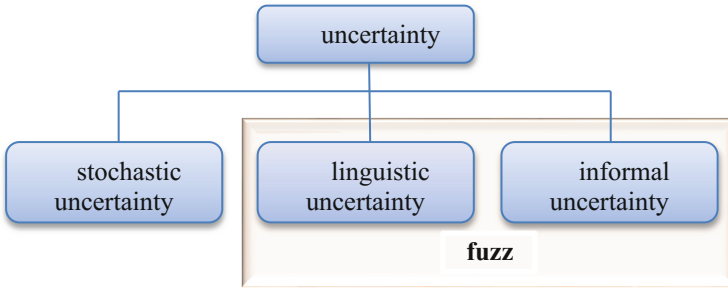 uncertainty
stochastic
uncertainty
linguistic
uncertainty
informal
uncertainty
fuzz